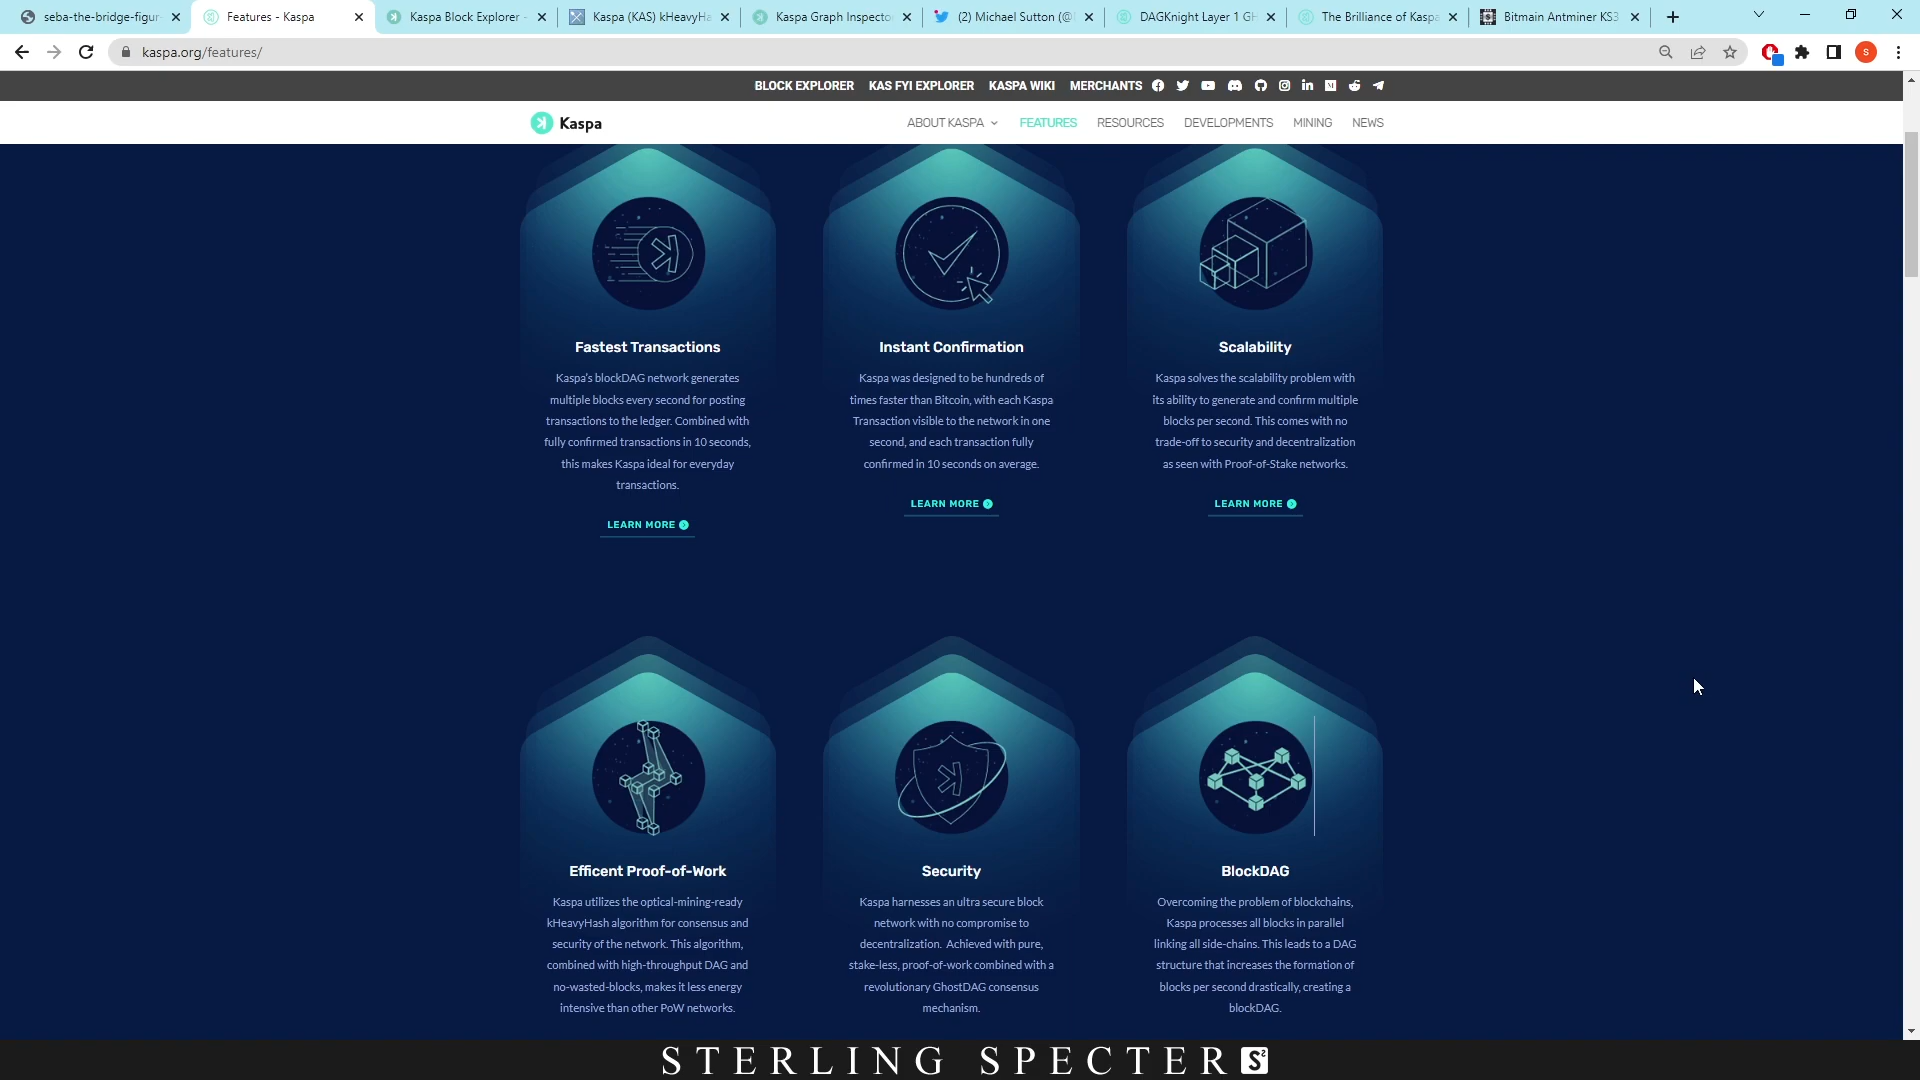 seba-the-bridge-figur
Features - Kaspa
Kaspa Block Explorer -
Kaspa (KAS) kHeavyHa
Kaspa Graph Inspecto
(2) Michael Sutton (@
DAGKnight Layer 1 GH
The Brilliance of Kaspa
Bitmain Antminer KS3
kaspa.org/features/
S
BLOCK EXPLORER KAS FYI EXPLORER KASPA WIKI MERCHANTS
Kaspa
ABOUT KASPA FEATURES RESOURCES DEVELOPMENTS MINING NEWS
Fastest Transactions
Kaspa's blockDAG network generates
multiple blocks every second for posting
transactions to the ledger. Combined with
fully confirmed transactions in 10 seconds,
this makes Kaspa ideal for everyday
transactions.
LEARN MORE
Instant Confirmation
Kaspa was designed to be hundreds of
times faster than Bitcoin, with each Kaspa
Transaction visible to the network in one
second, and each transaction fully
confirmed in 10 seconds on average.
LEARN MORE
Scalability
Kaspa solves the scalability problem with
its ability to generate and confirm multiple
blocks per second. This comes with no
trade-off to security and decentralization
as seen with Proof-of-Stake networks.
LEARN MORE
Efficent Proof-of-Work
Kaspa utilizes the optical-mining-ready
kHeavyHash algorithm for consensus and
security of the network. This algorithm,
combined with high-throughput DAG and
no-wasted-blocks, makes it less energy
intensive than other PoW networks.
Security
Kaspa harnesses an ultra secure block
network with no compromise to
decentralization. Achieved with pure,
stake-less, proof-of-work combined with a
revolutionary GhostDAG consensus
mechanism.
BlockDAG
Overcoming the problem of blockchains,
Kaspa processes all blocks in parallel
linking all side-chains. This leads to a DAG
structure that increases the formation of
blocks per second drastically, creating a
blockDAG.
STERLING SPECTER S²